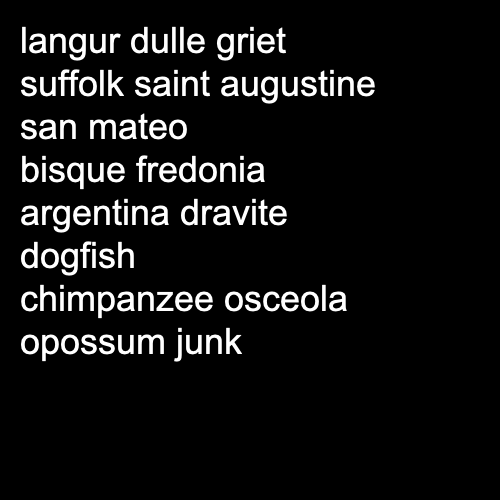 langur dulle griet
suffolk saint augustine
san mateo
bisque fredonia
argentina dravite
dogfish
chimpanzee osceola
opossum junk